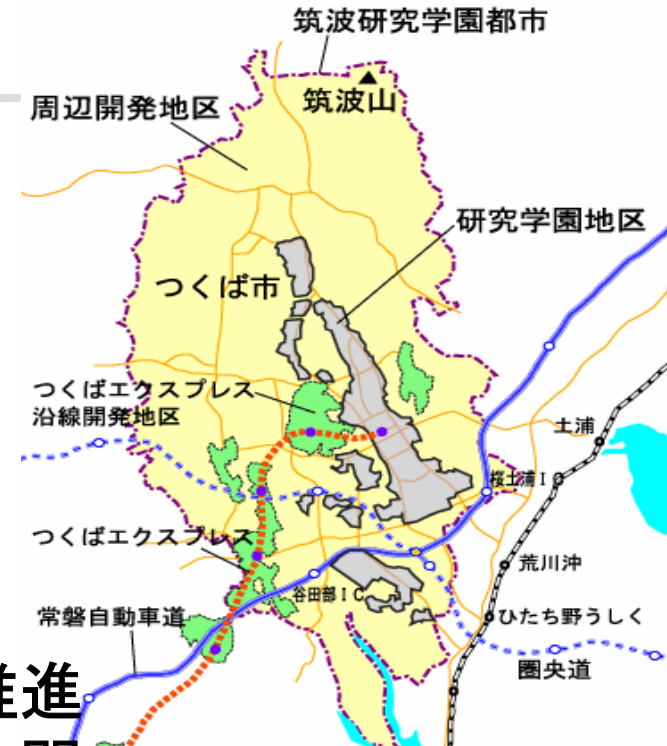 筑波研究学園都市
筑波山
周辺開発地区
研究学園地区
つくば市
つくばエクスプレス
沿線開発地区
土浦
桜土浦IC
つくばエクスプレス
荒川沖
谷田部IC
常磐自動車道
ひたち野うしく
圏央道
進